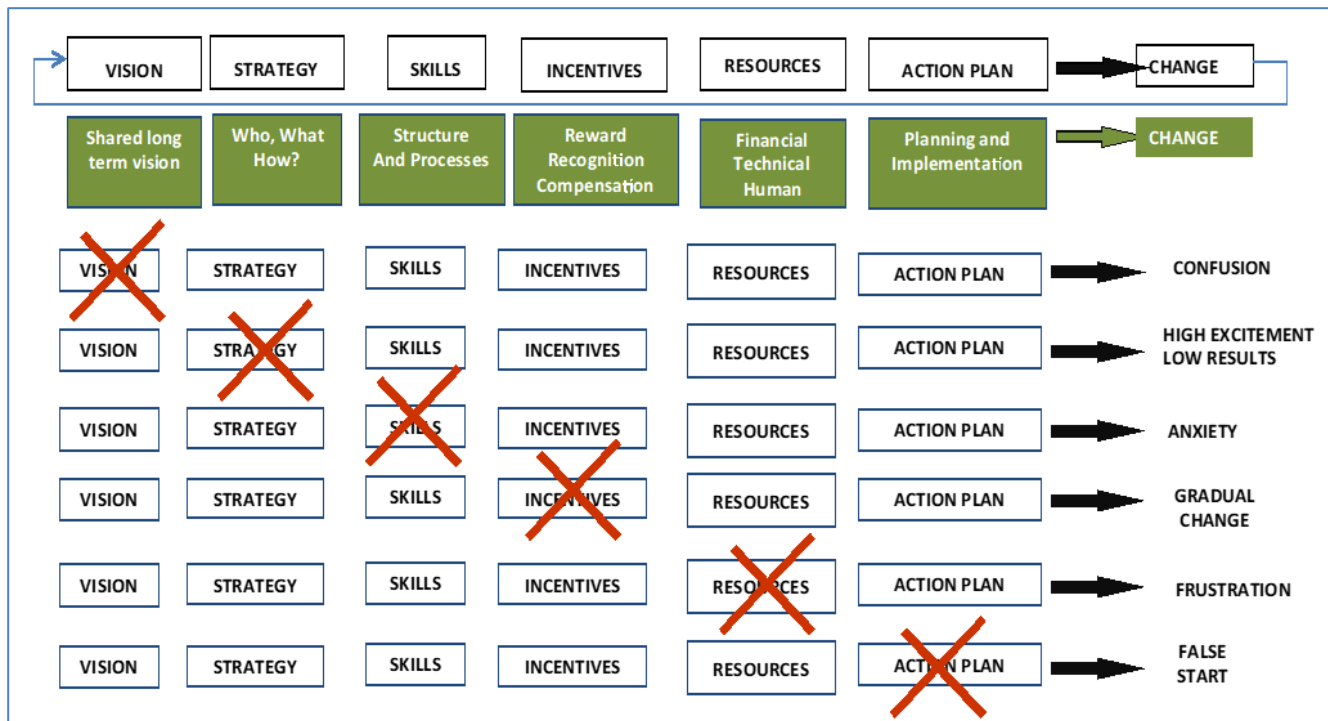 VISION STRATEGY SKILLS INCENTIVES RESOURCES ACTION PLAN CHANGE
Shared long Who, What Structure Reward Financial Planning and CHANGE
term vision How? And Processes Recognition Technical Implementation
Compensation Human
VISION STRATEGY SKILLS INCENTIVES RESOURCES ACTION PLAN CONFUSION
VISION STRATEGY SKILLS INCENTIVES RESOURCES ACTION PLAN HIGH EXCITEMENT
LOW RESULTS
VISION STRATEGY SKILLS INCENTIVES RESOURCES ACTION PLAN ANXIETY
VISION STRATEGY SKILLS INCENTIVES RESOURCES ACTION PLAN GRADUAL
CHANGE
VISION STRATEGY SKILLS INCENTIVES RESOURCES ACTION PLAN FRUSTRATION
VISION STRATEGY SKILLS INCENTIVES RESOURCES ACTION PLAN FALSE
START